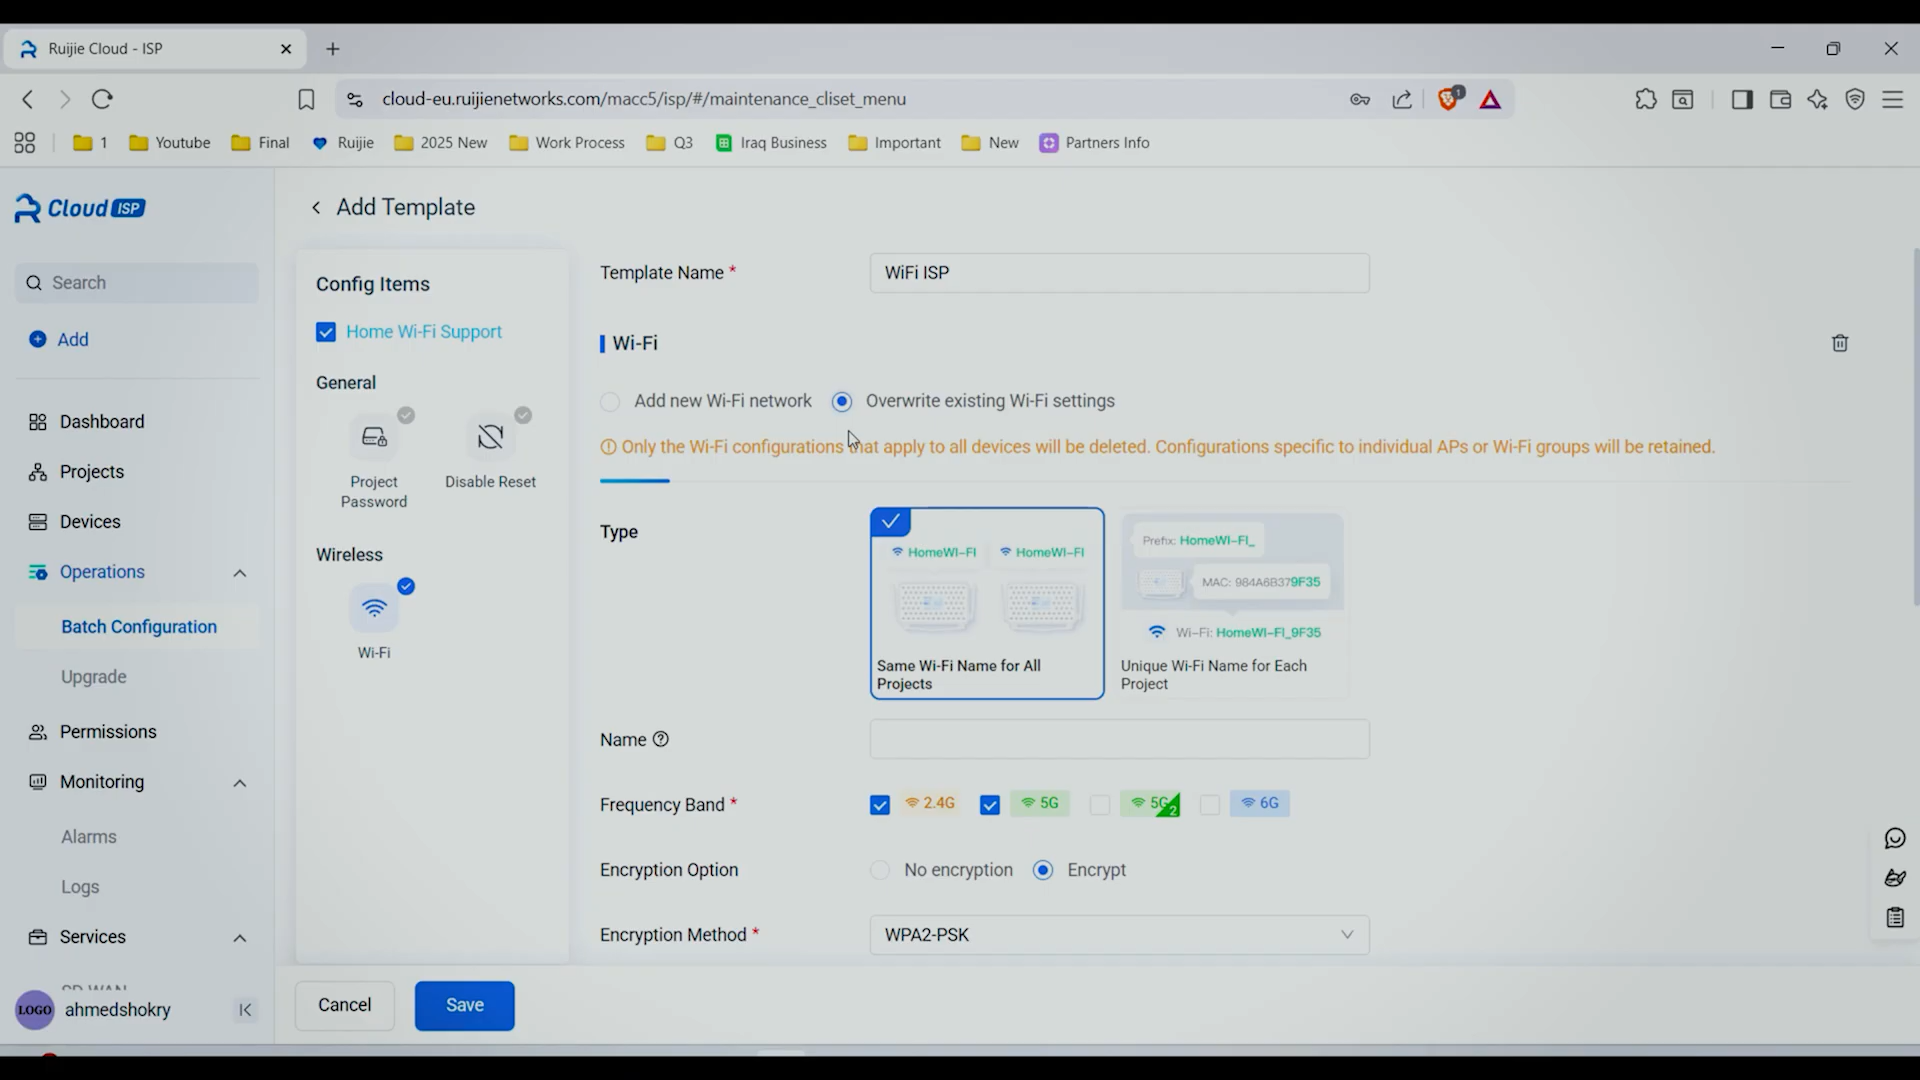 Ruijie Cloud - ISP
cloud-eu.ruijienetworks.com/macc5/isp/#/maintenance_cliset_menu
1
1
Youtube
Final
Ruijie
2025 New
Work Process
Q3
Iraq Business
Important
New
Partners Info
Cloud ISP
Search
Add
Dashboard
Projects
Devices
Operations
Batch Configuration
Upgrade
Permissions
Monitoring
Alarms
Logs
Services
SD-WAN
LOGO
ahmedshokry
Add Template
Config Items
Home Wi-Fi Support
General
Project
Password
Disable Reset
Wireless
Wi-Fi
Template Name *
WiFi ISP
Wi-Fi
Add new Wi-Fi network
Overwrite existing Wi-Fi settings
Only the Wi-Fi configurations that apply to all devices will be deleted. Configurations specific to individual APs or Wi-Fi groups will be retained.
Type
HomeWI-FI
HomeWI-FI
Same Wi-Fi Name for All
Projects
Prefix: HomeWI-FI_
MAC: 984A6B379F35
Wi-Fi: HomeWI-FI_9F35
Unique Wi-Fi Name for Each
Project
Name
Frequency Band *
2.4G
5G
5G 2
6G
Encryption Option
No encryption
Encrypt
Encryption Method *
WPA2-PSK
Cancel
Save